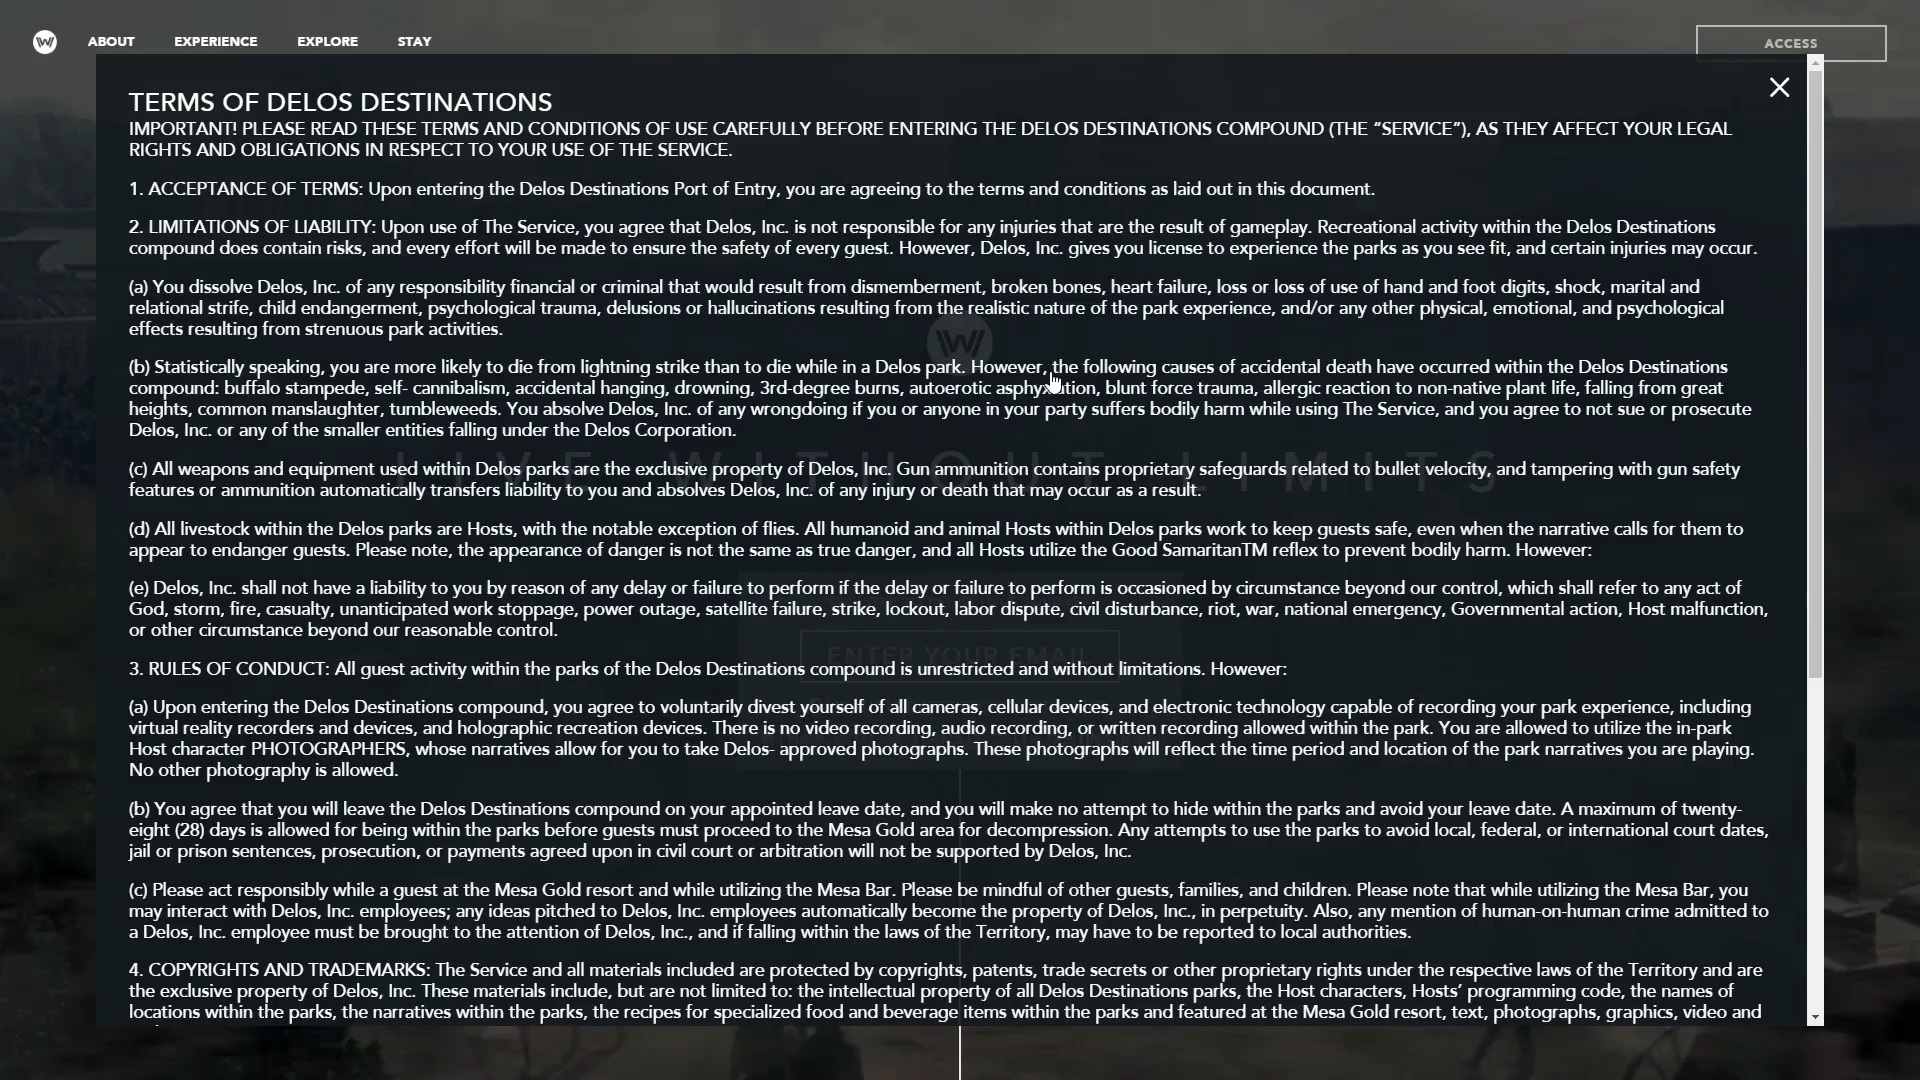 ABOUT EXPERIENCE EXPLORE STAY ACCESS
TERMS OF DELOS DESTINATIONS
IMPORTANT! PLEASE READ THESE TERMS AND CONDITIONS OF USE CAREFULLY BEFORE ENTERING THE DELOS DESTINATIONS COMPOUND (THE “SERVICE”), AS THEY AFFECT YOUR LEGAL
RIGHTS AND OBLIGATIONS IN RESPECT TO YOUR USE OF THE SERVICE.
1. ACCEPTANCE OF TERMS: Upon entering the Delos Destinations Port of Entry, you are agreeing to the terms and conditions as laid out in this document.
2. LIMITATIONS OF LIABILITY: Upon use of The Service, you agree that Delos, Inc. is not responsible for any injuries that are the result of gameplay. Recreational activity within the Delos Destinations
compound does contain risks, and every effort will be made to ensure the safety of every guest. However, Delos, Inc. gives you license to experience the parks as you see fit, and certain injuries may occur.
(a) You dissolve Delos, Inc. of any responsibility financial or criminal that would result from dismemberment, broken bones, heart failure, loss or loss of use of hand and foot digits, shock, marital and
relational strife, child endangerment, psychological trauma, delusions or hallucinations resulting from the realistic nature of the park experience, and/or any other physical, emotional, and psychological
effects resulting from strenuous park activities.
W
(b) Statistically speaking, you are more likely to die from lightning strike than to die while in a Delos park. However, the following causes of accidental death have occurred within the Delos Destinations
compound: buffalo stampede, self- cannibalism, accidental hanging, drowning, 3rd-degree burns, autoerotic asphyxiation, blunt force trauma, allergic reaction to non-native plant life, falling from great
heights, common manslaughter, tumbleweeds. You absolve Delos, Inc. of any wrongdoing if you or anyone in your party suffers bodily harm while using The Service, and you agree to not sue or prosecute
Delos, Inc. or any of the smaller entities falling under the Delos Corporation.
LIVE WITHOUT LIMITS
(c) All weapons and equipment used within Delos parks are the exclusive property of Delos, Inc. Gun ammunition contains proprietary safeguards related to bullet velocity, and tampering with gun safety
features or ammunition automatically transfers liability to you and absolves Delos, Inc. of any injury or death that may occur as a result.
(d) All livestock within the Delos parks are Hosts, with the notable exception of flies. All humanoid and animal Hosts within Delos parks work to keep guests safe, even when the narrative calls for them to
appear to endanger guests. Please note, the appearance of danger is not the same as true danger, and all Hosts utilize the Good SamaritanTM reflex to prevent bodily harm. However:
(e) Delos, Inc. shall not have a liability to you by reason of any delay or failure to perform if the delay or failure to perform is occasioned by circumstance beyond our control, which shall refer to any act of
God, storm, fire, casualty, unanticipated work stoppage, power outage, satellite failure, strike, lockout, labor dispute, civil disturbance, riot, war, national emergency, Governmental action, Host malfunction,
or other circumstance beyond our reasonable control.
ENTER YOUR EMAIL
3. RULES OF CONDUCT: All guest activity within the parks of the Delos Destinations compound is unrestricted and without limitations. However:
(a) Upon entering the Delos Destinations compound, you agree to voluntarily divest yourself of all cameras, cellular devices, and electronic technology capable of recording your park experience, including
virtual reality recorders and devices, and holographic recreation devices. There is no video recording, audio recording, or written recording allowed within the park. You are allowed to utilize the in-park
Host character PHOTOGRAPHERS, whose narratives allow for you to take Delos- approved photographs. These photographs will reflect the time period and location of the park narratives you are playing.
No other photography is allowed.
(b) You agree that you will leave the Delos Destinations compound on your appointed leave date, and you will make no attempt to hide within the parks and avoid your leave date. A maximum of twenty-
eight (28) days is allowed for being within the parks before guests must proceed to the Mesa Gold area for decompression. Any attempts to use the parks to avoid local, federal, or international court dates,
jail or prison sentences, prosecution, or payments agreed upon in civil court or arbitration will not be supported by Delos, Inc.
(c) Please act responsibly while a guest at the Mesa Gold resort and while utilizing the Mesa Bar. Please be mindful of other guests, families, and children. Please note that while utilizing the Mesa Bar, you
may interact with Delos, Inc. employees; any ideas pitched to Delos, Inc. employees automatically become the property of Delos, Inc., in perpetuity. Also, any mention of human-on-human crime admitted to
a Delos, Inc. employee must be brought to the attention of Delos, Inc., and if falling within the laws of the Territory, may have to be reported to local authorities.
4. COPYRIGHTS AND TRADEMARKS: The Service and all materials included are protected by copyrights, patents, trade secrets or other proprietary rights under the respective laws of the Territory and are
the exclusive property of Delos, Inc. These materials include, but are not limited to: the intellectual property of all Delos Destinations parks, the Host characters, Hosts’ programming code, the names of
locations within the parks, the narratives within the parks, the recipes for specialized food and beverage items within the parks and featured at the Mesa Gold resort, text, photographs, graphics, video and